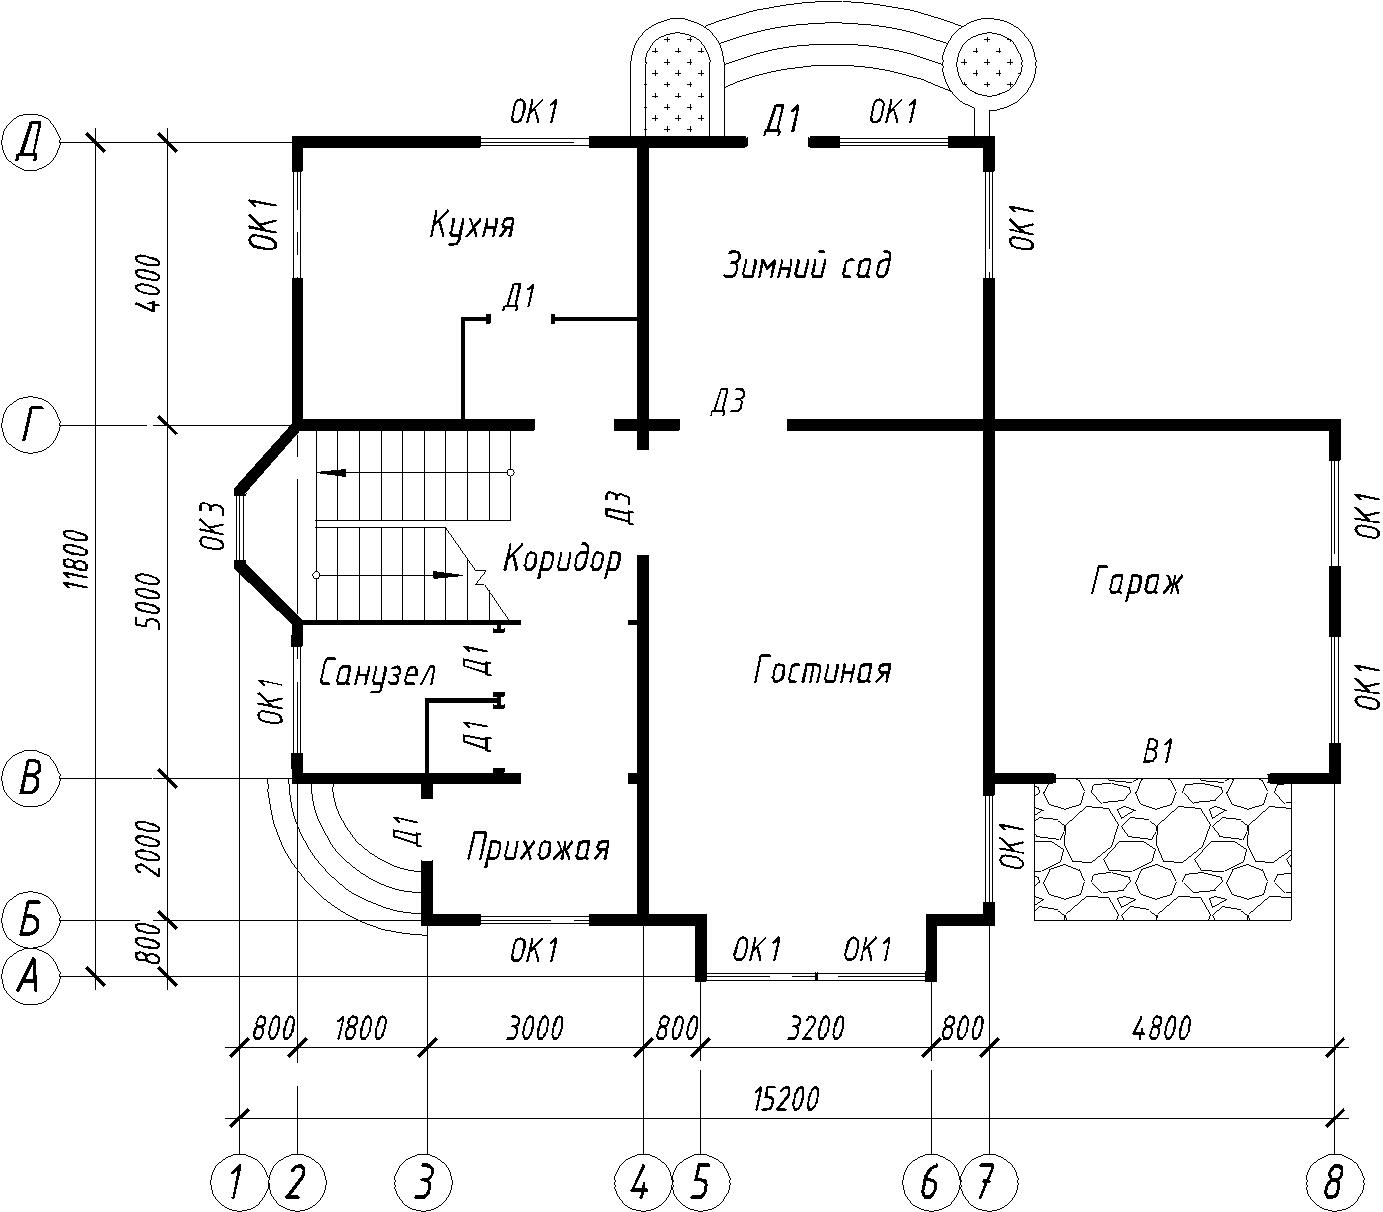 ОК1
Д1
ОК1
Д
ОК1
Кухня
ОК1
Зимний сад
4000
Д1
Д3
Г
ОК3
Д3
ОК1
11800
5000
Коридор
Гараж
Санузел
Д1
Гостиная
ОК1
ОК1
Д1
В
В1
2000
Д1
Прихожая
ОК1
Б
800
ОК1
ОК1
ОК1
А
800
1800
3000
800
3200
800
4800
15200
1
2
3
4
5
6
7
8